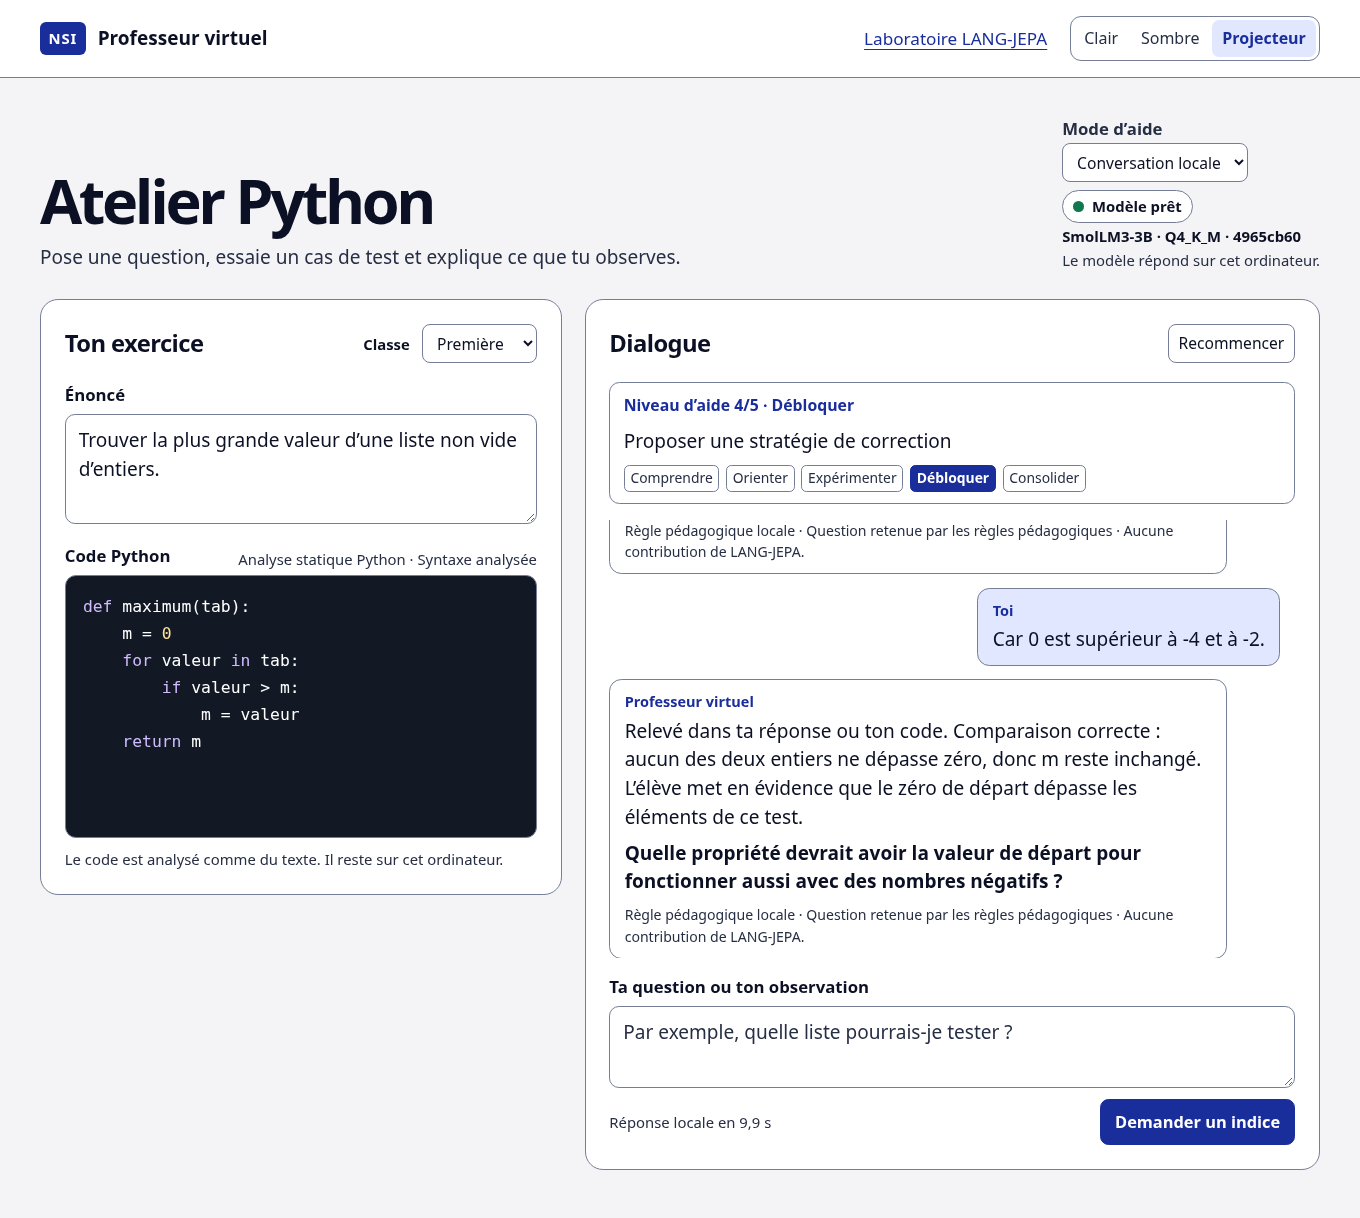 NSI Professeur virtuel
Laboratoire LANG-JEPA
Clair Sombre Projecteur
Atelier Python
Pose une question, essaie un cas de test et explique ce que tu observes.
Mode d’aide
Conversation locale
Modèle prêt
SmolLM3-3B · Q4_K_M · 4965cb60
Le modèle répond sur cet ordinateur.
Ton exercice
Classe Première
Énoncé
Trouver la plus grande valeur d’une liste non vide
d’entiers.
Code Python
Analyse statique Python · Syntaxe analysée
def maximum(tab):
    m = 0
    for valeur in tab:
        if valeur > m:
            m = valeur
    return m
Le code est analysé comme du texte. Il reste sur cet ordinateur.
Dialogue
Recommencer
Niveau d’aide 4/5 · Débloquer
Proposer une stratégie de correction
Comprendre Orienter Expérimenter Débloquer Consolider
Règle pédagogique locale · Question retenue par les règles pédagogiques · Aucune
contribution de LANG-JEPA.
Toi
Car 0 est supérieur à -4 et à -2.
Professeur virtuel
Relevé dans ta réponse ou ton code. Comparaison correcte :
aucun des deux entiers ne dépasse zéro, donc m reste inchangé.
L’élève met en évidence que le zéro de départ dépasse les
éléments de ce test.
Quelle propriété devrait avoir la valeur de départ pour
fonctionner aussi avec des nombres négatifs ?
Règle pédagogique locale · Question retenue par les règles pédagogiques · Aucune
contribution de LANG-JEPA.
Ta question ou ton observation
Par exemple, quelle liste pourrais-je tester ?
Réponse locale en 9,9 s
Demander un indice